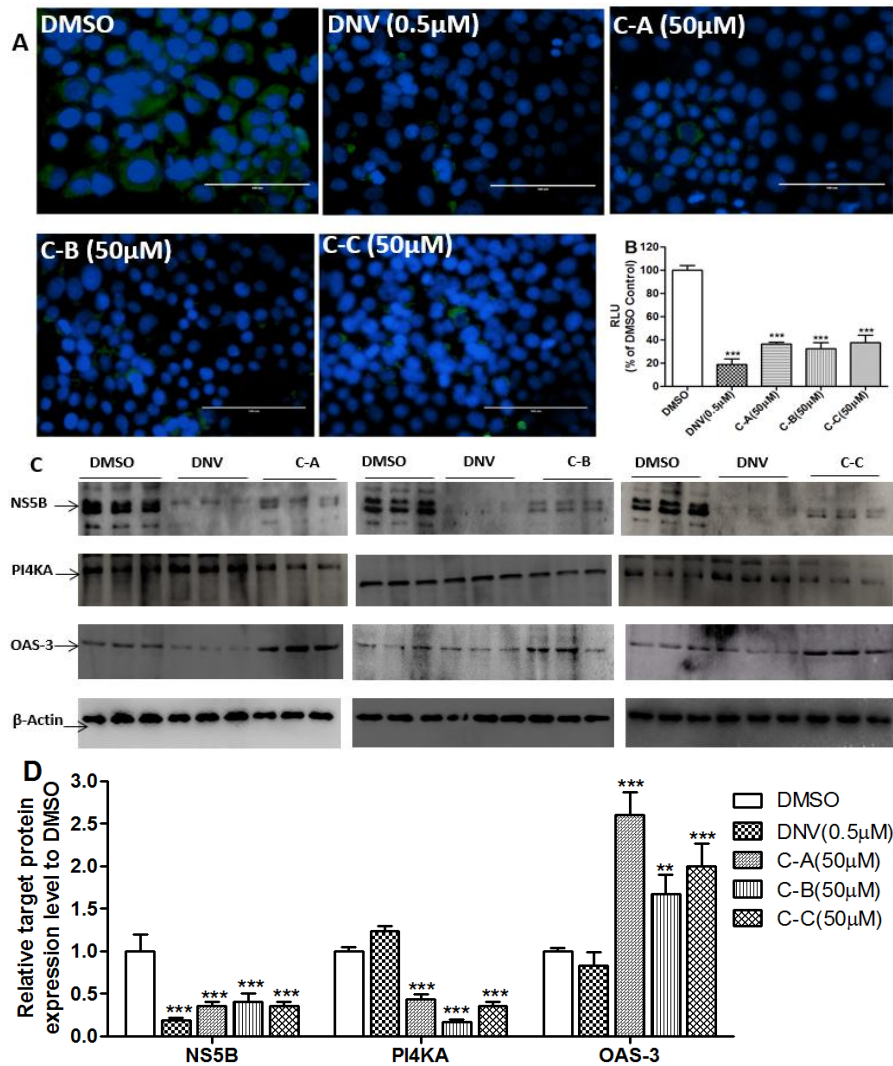 A
DMSO
DNV (0.5µM)
C-A (50µM)
C-B (50µM)
C-C (50µM)
B
RLU
(% of DMSO Control)
120
100
80
60
40
20
0
***
***
***
***
DMSO
DNV(0.5µM)
C-A(50µM)
C-B(50µM)
C-C(50µM)
C
DMSO DNV C-A DMSO DNV C-B DMSO DNV C-C
NS5B
PI4KA
OAS-3
β-Actin
D
Relative target protein
expression level to DMSO
3.0
2.5
2.0
1.5
1.0
0.5
0.0
*** *** *** ***
*** *** ***
*** ** ***
NS5B PI4KA OAS-3
DMSO
DNV(0.5µM)
C-A(50µM)
C-B(50µM)
C-C(50µM)